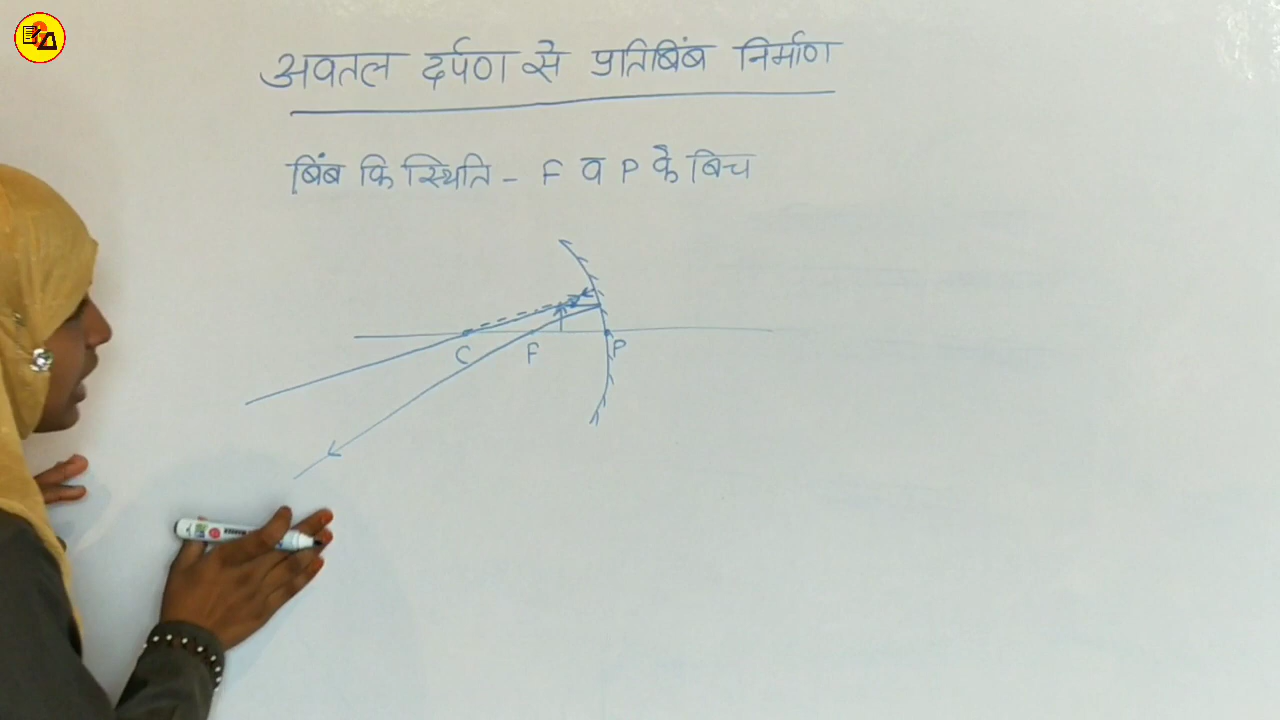 अवतल दर्पण से प्रतिबिंब निर्माण
बिंब कि स्थिति - F व P के बिच
C F P